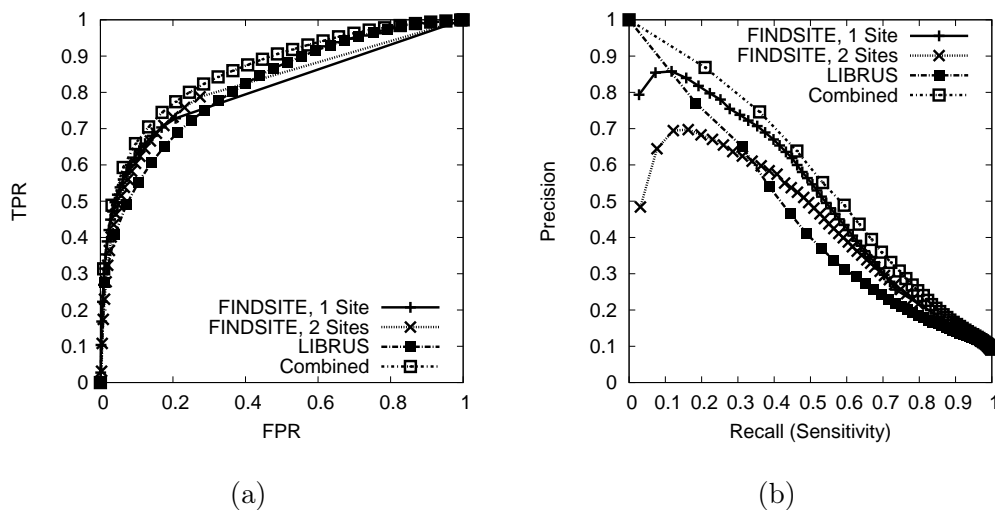 1
0.9
0.8
0.7
0.6
0.5
0.4
0.3
0.2
0.1
0
TPR
0 0.2 0.4 0.6 0.8 1
FPR
FINDSITE, 1 Site
FINDSITE, 2 Sites
LIBRUS
Combined
(a)
1
0.9
0.8
0.7
0.6
0.5
0.4
0.3
0.2
0.1
0
Precision
0 0.1 0.2 0.3 0.4 0.5 0.6 0.7 0.8 0.9 1
Recall (Sensitivity)
FINDSITE, 1 Site
FINDSITE, 2 Sites
LIBRUS
Combined
(b)